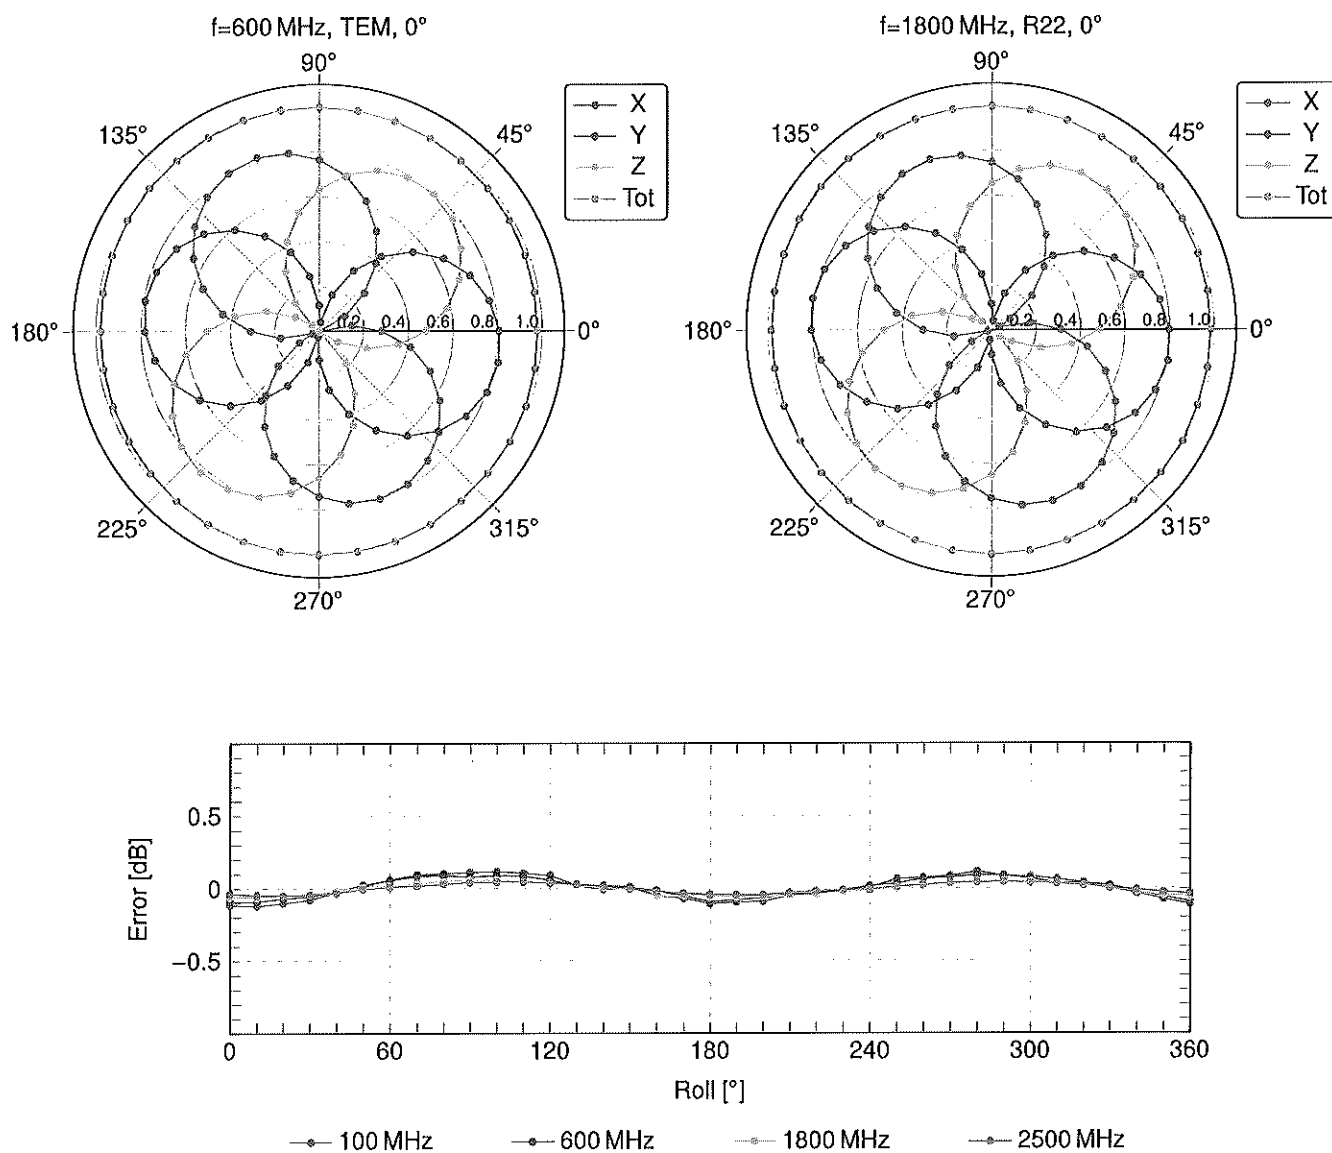 f=600 MHz, TEM, 0°
90°
135°
45°
180°
0°
225°
315°
270°
0.2 0.4 0.6 0.8 1.0
X
Y
Z
Tot
f=1800 MHz, R22, 0°
90°
135°
45°
180°
0°
225°
315°
270°
0.2 0.4 0.6 0.8 1.0
X
Y
Z
Tot
Error [dB]
0.5
0
−0.5
0 60 120 180 240 300 360
Roll [°]
100 MHz 600 MHz 1800 MHz 2500 MHz